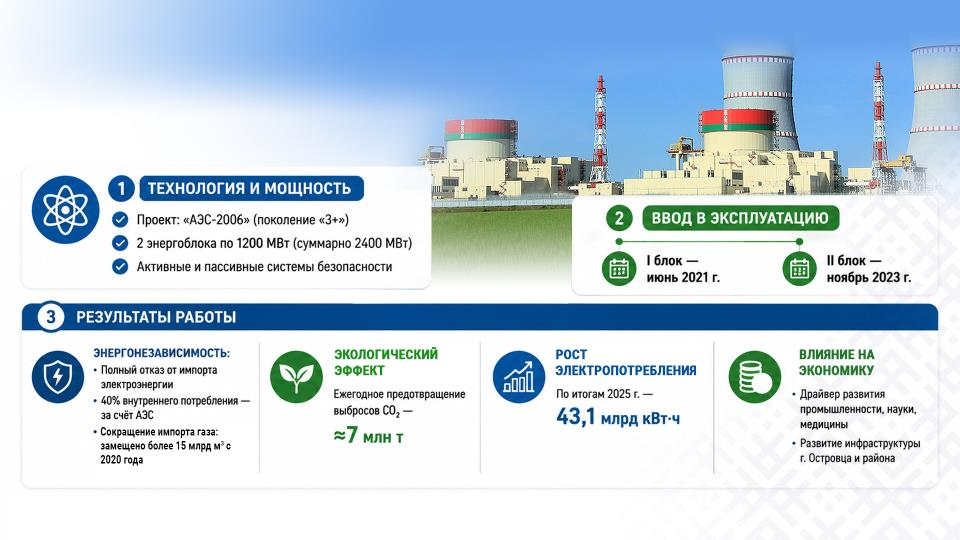 1 ТЕХНОЛОГИЯ И МОЩНОСТЬ
Проект: «АЭС-2006» (поколение «3+»)
2 энергоблока по 1200 МВт (суммарно 2400 МВт)
Активные и пассивные системы безопасности
2 ВВОД В ЭКСПЛУАТАЦИЮ
I блок —
июнь 2021 г.
II блок —
ноябрь 2023 г.
3 РЕЗУЛЬТАТЫ РАБОТЫ
ЭНЕРГОНЕЗАВИСИМОСТЬ:
• Полный отказ от импорта
электроэнергии
• 40% внутреннего потребления —
за счёт АЭС
• Сокращение импорта газа:
замещено более 15 млрд м³ с
2020 года
ЭКОЛОГИЧЕСКИЙ
ЭФФЕКТ
Ежегодное предотвращение
выбросов CO₂ —
≈7 млн т
РОСТ
ЭЛЕКТРОПОТРЕБЛЕНИЯ
По итогам 2025 г. —
43,1 млрд кВт·ч
ВЛИЯНИЕ НА
ЭКОНОМИКУ
• Драйвер развития
промышленности, науки,
медицины
• Развитие инфраструктуры
г. Островца и района